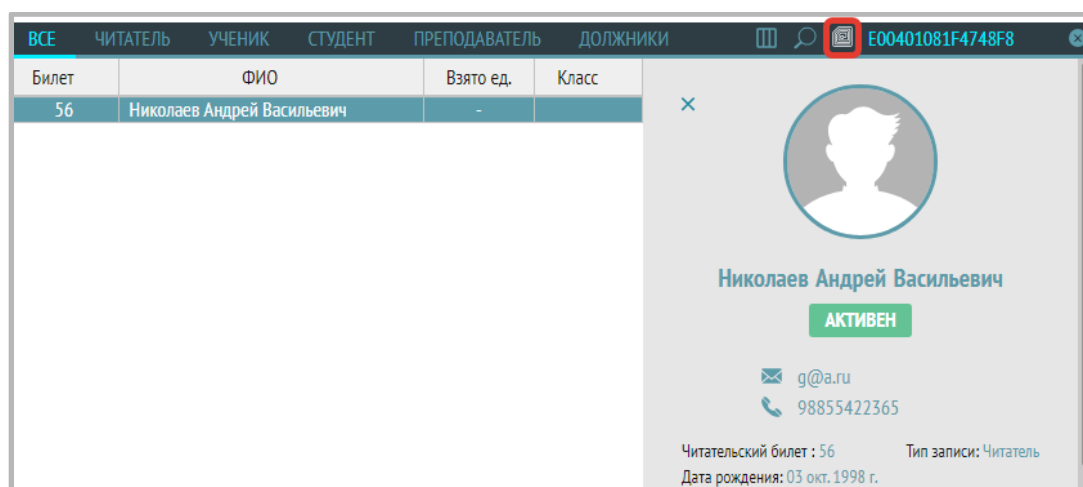 ВСЕ ЧИТАТЕЛЬ УЧЕНИК СТУДЕНТ ПРЕПОДАВАТЕЛЬ ДОЛЖНИКИ E00401081F4748F8
Билет ФИО Взято ед. Класс
56 Николаев Андрей Васильевич -
Николаев Андрей Васильевич
АКТИВЕН
g@a.ru
98855422365
Читательский билет : 56 Тип записи: Читатель
Дата рождения: 03 окт. 1998 г.